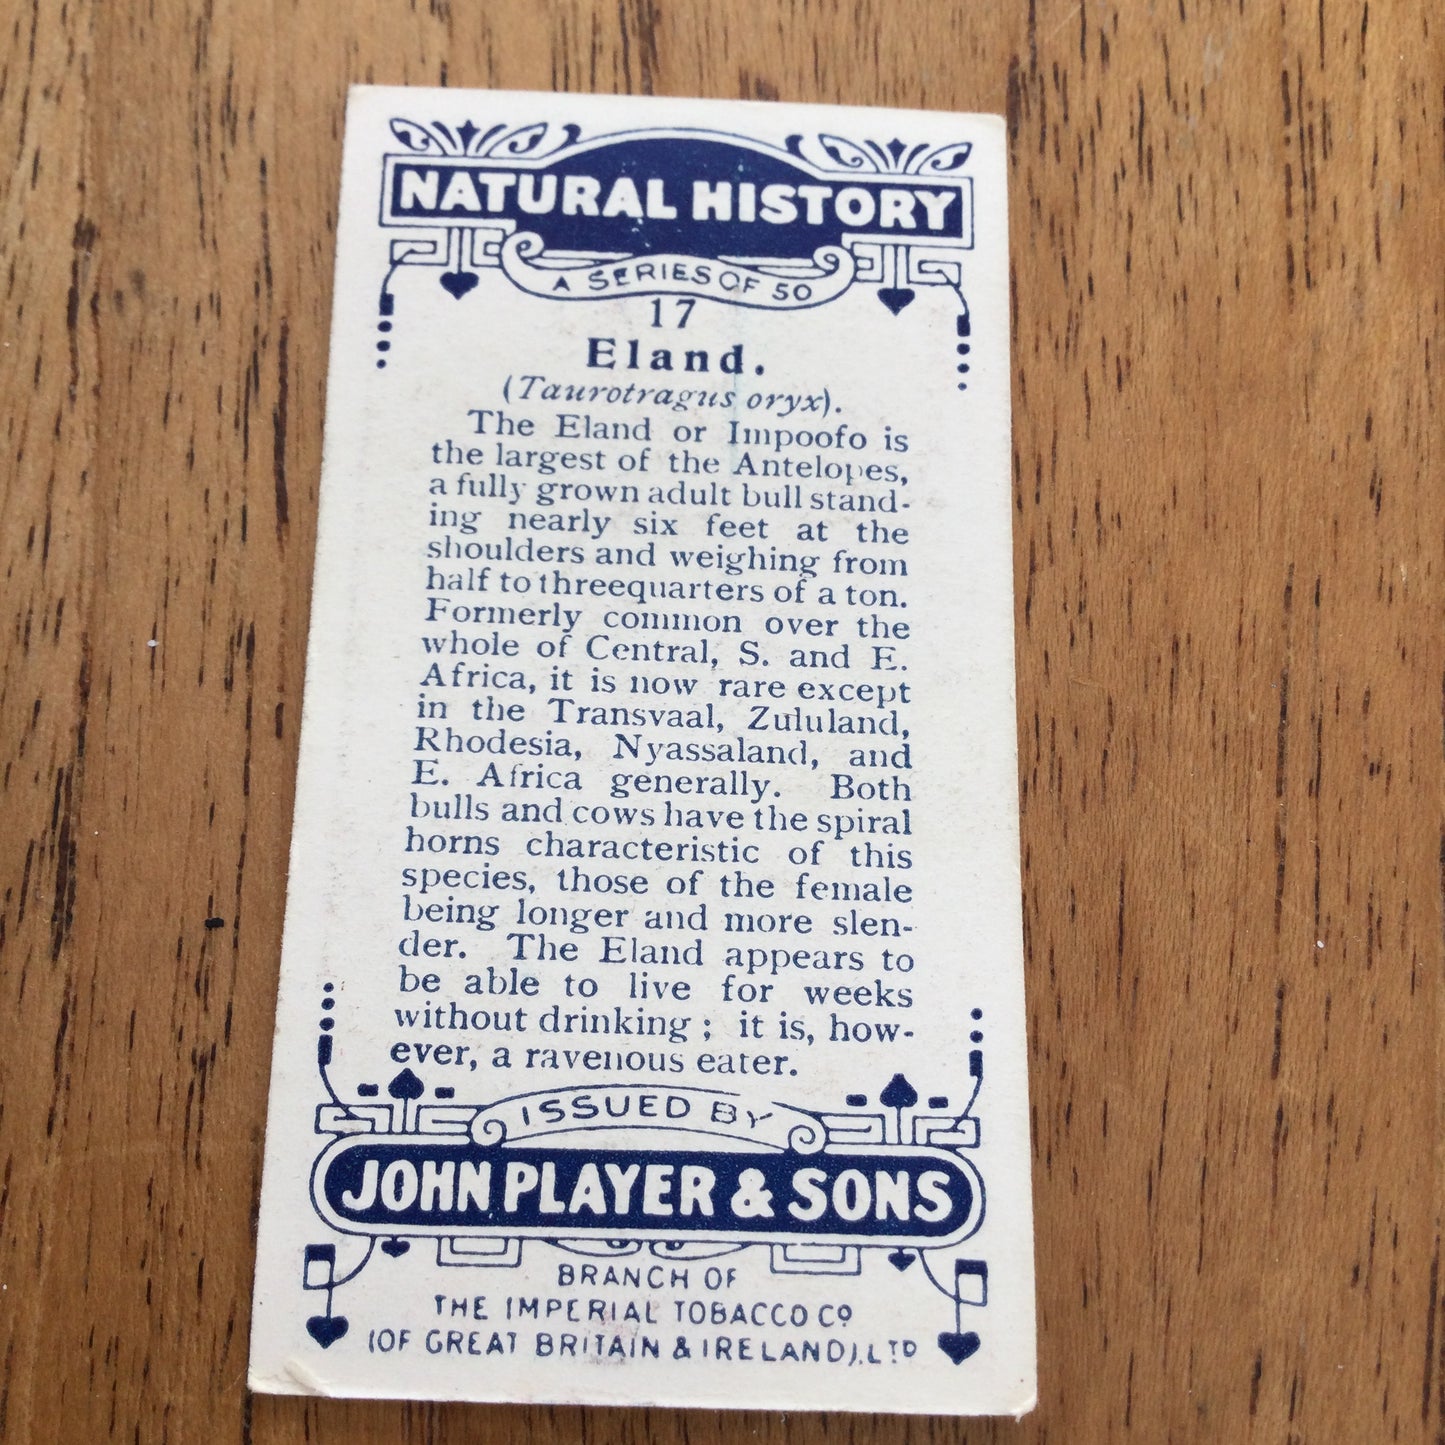 NATURAL HISTORY
A SERIES OF 50
17
Eland.
(Taurotragus oryx).
The Eland or Impoofo is
the largest of the Antelopes,
a fully grown adult bull stand-
ing nearly six feet at the
shoulders and weighing from
half to threequarters of a ton.
Formerly common over the
whole of Central, S. and E.
Africa, it is now rare except
in the Transvaal, Zululand,
Rhodesia, Nyassaland, and
E. Africa generally. Both
bulls and cows have the spiral
horns characteristic of this
species, those of the female
being longer and more slen-
der. The Eland appears to
be able to live for weeks
without drinking ; it is, how-
ever, a ravenous eater.
ISSUED BY
JOHN PLAYER & SONS
BRANCH OF
THE IMPERIAL TOBACCO Co
(OF GREAT BRITAIN & IRELAND), LTD